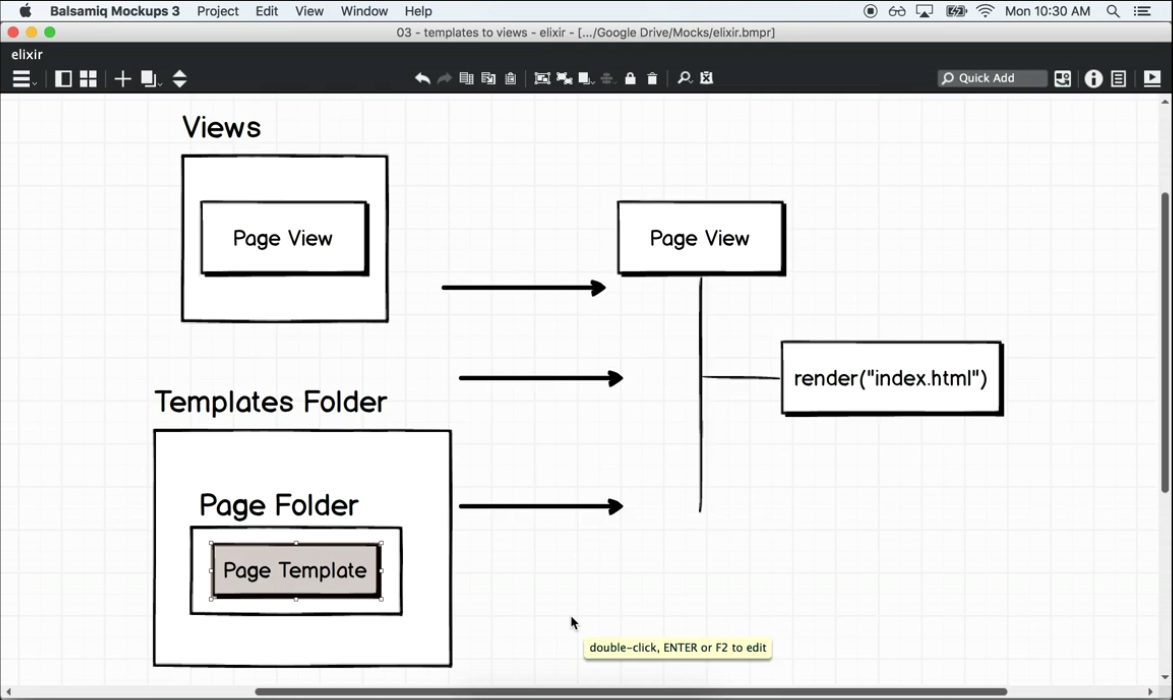 Balsamiq Mockups 3 Project Edit View Window Help Mon 10:30 AM
03 - templates to views - elixir - [.../Google Drive/Mocks/elixir.bmpr]
elixir
Quick Add
Views
Page View
Page View
render("index.html")
Templates Folder
Page Folder
Page Template
double-click, ENTER or F2 to edit